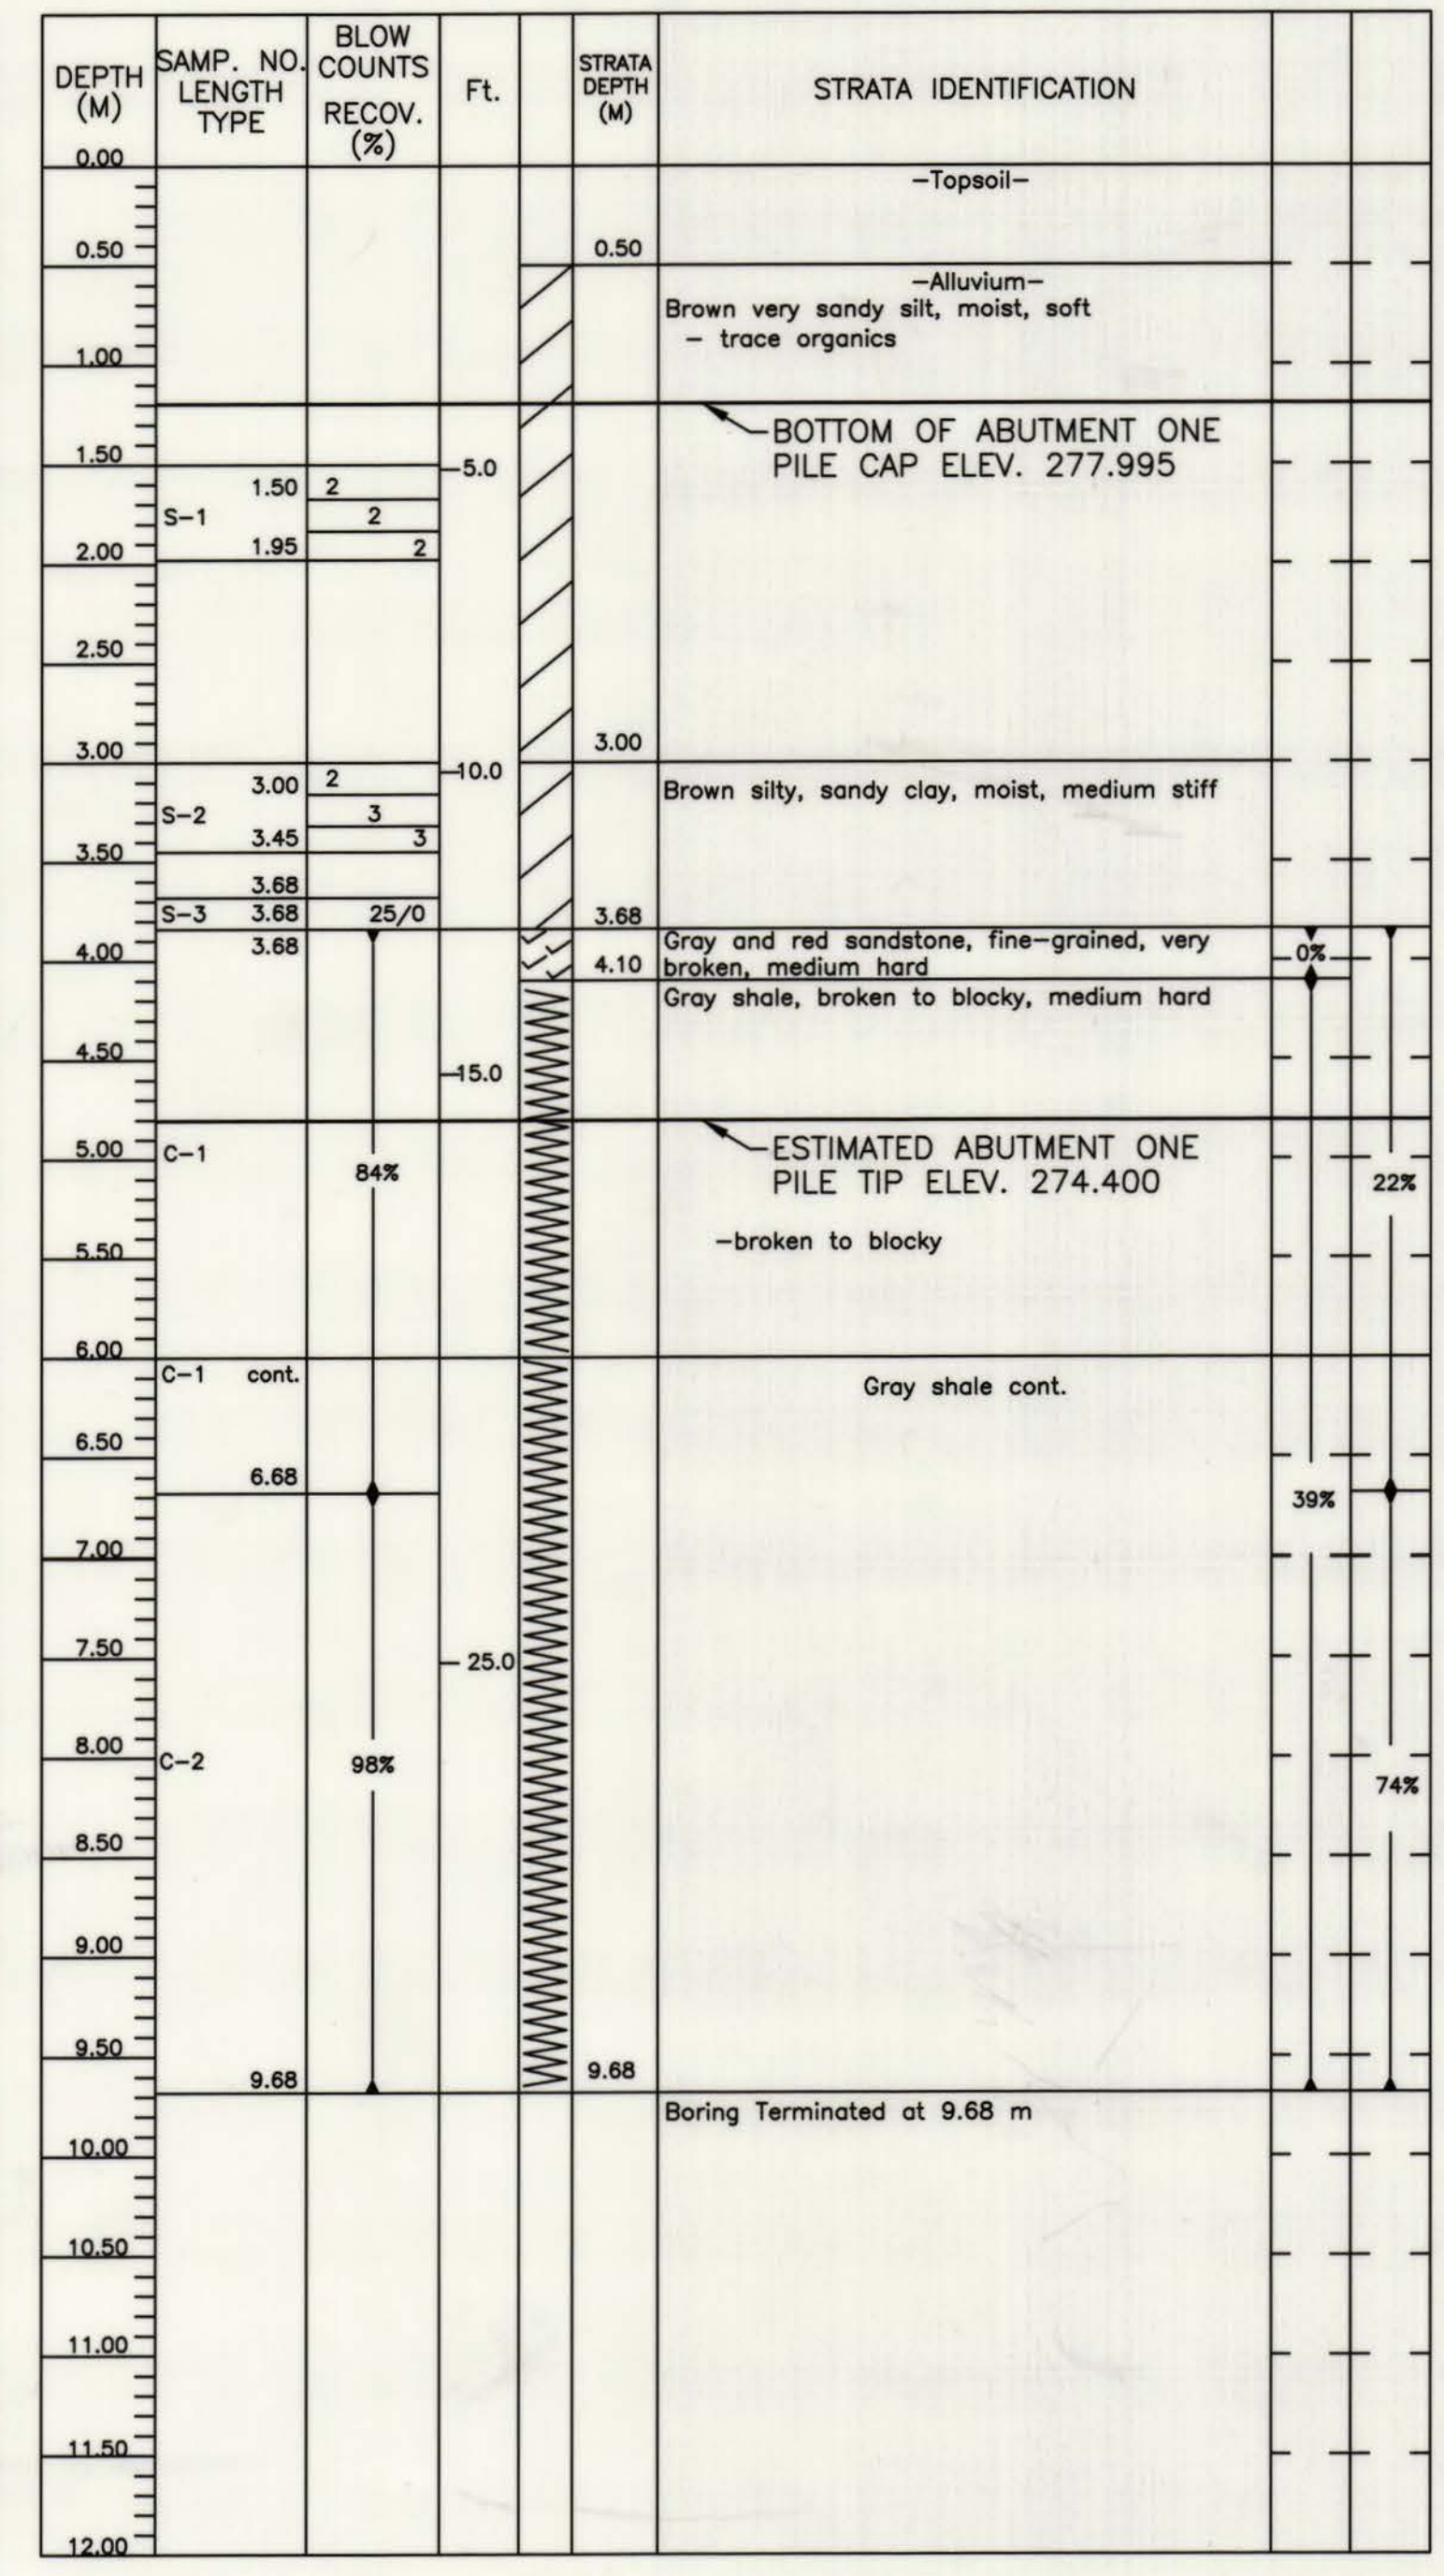 DEPTH
(M)
SAMP. NO.
LENGTH
TYPE
BLOW
COUNTS
RECOV.
(%)
Ft.
STRATA
DEPTH
(M)
STRATA IDENTIFICATION
0.00
-Topsoil-
0.50
0.50
-Alluvium-
Brown very sandy silt, moist, soft
- trace organics
1.00
BOTTOM OF ABUTMENT ONE
PILE CAP ELEV. 277.995
1.50
5.0
1.50
2
S-1
2
1.95
2
2.00
2.50
3.00
3.00
10.0
3.00
2
Brown silty, sandy clay, moist, medium stiff
S-2
3
3.45
3
3.50
3.68
S-3 3.68
25/0
3.68
3.68
4.00
4.10
Gray and red sandstone, fine-grained, very
broken, medium hard
0%
Gray shale, broken to blocky, medium hard
4.50
15.0
5.00
C-1
84%
ESTIMATED ABUTMENT ONE
PILE TIP ELEV. 274.400
22%
-broken to blocky
5.50
6.00
C-1 cont.
Gray shale cont.
6.50
6.68
39%
7.00
7.50
25.0
8.00
C-2
98%
74%
8.50
9.00
9.50
9.68
9.68
Boring Terminated at 9.68 m
10.00
10.50
11.00
11.50
12.00